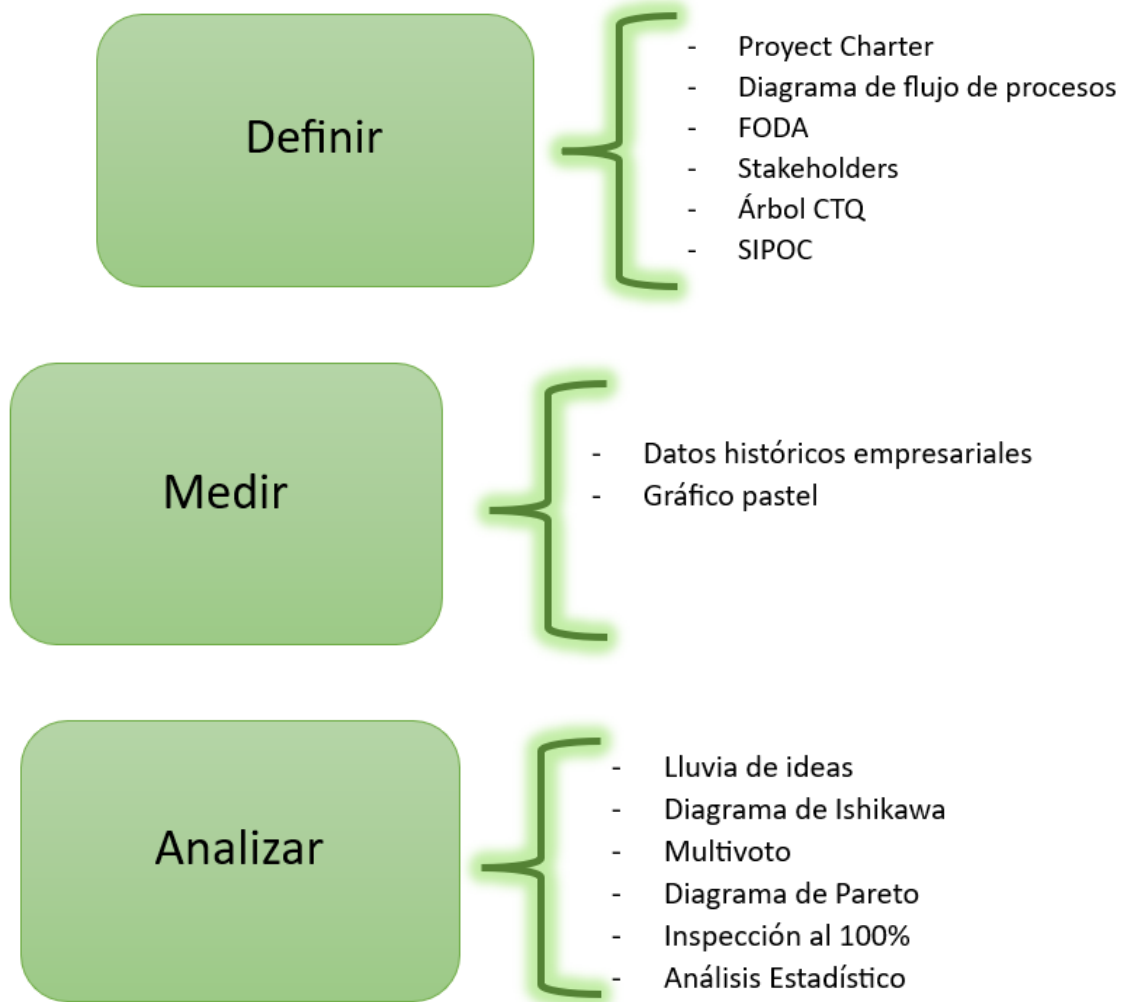 Definir
- Proyect Charter
- Diagrama de flujo de procesos
- FODA
- Stakeholders
- Árbol CTQ
- SIPOC
Medir
- Datos históricos empresariales
- Gráfico pastel
Analizar
- Lluvia de ideas
- Diagrama de Ishikawa
- Multivoto
- Diagrama de Pareto
- Inspección al 100%
- Análisis Estadístico